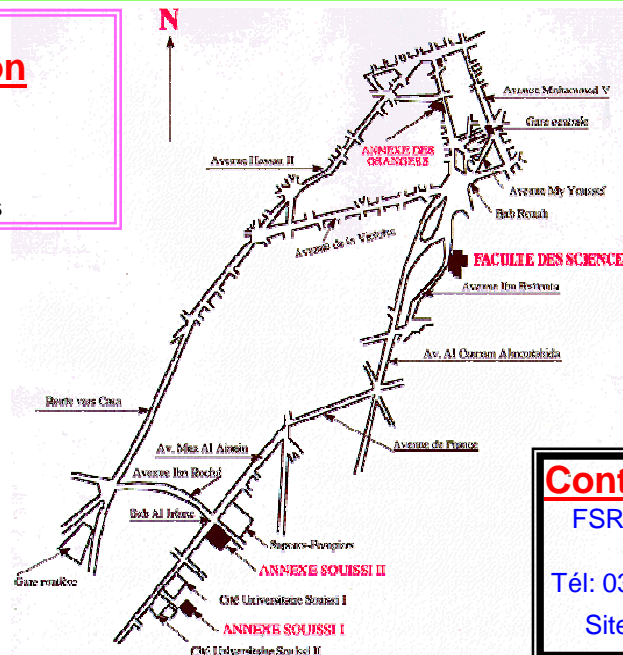 on
s
N
Avenue Mohammed V
Gare centrale
ANNEXE DES
ORANGERS
Avenue Hassan II
Avenue My Youssef
Bab Rouah
Avenue de la Victoire
FACULTE DES SCIENCE
Avenue Ibn Battouta
Av. Al Oumam Almouttahida
Route vers Casa
Avenue de France
Av. Maa Al Ainain
Avenue Ibn Rochd
Bab Al Irfane
Sapeurs-Pompiers
ANNEXE SOUISSI II
Gare routière
Cité Universitaire Souissi I
ANNEXE SOUISSI I
Cité Universitaire Souissi II
Cont
FSR
Tél: 03
Site